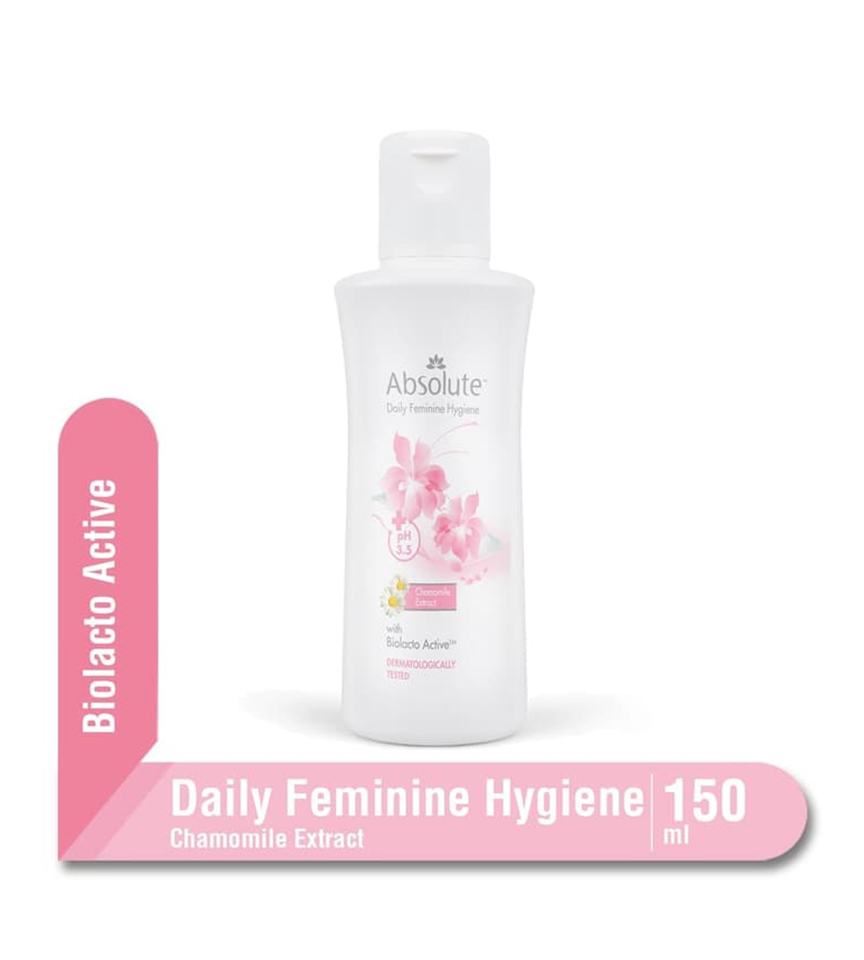 Absolute™
Daily Feminine Hygiene
pH
3.5
Chamomile
Extract
with
Biolacto Active™
DERMATOLOGICALLY
TESTED
Biolacto Active
Daily Feminine Hygiene
Chamomile Extract
150
ml